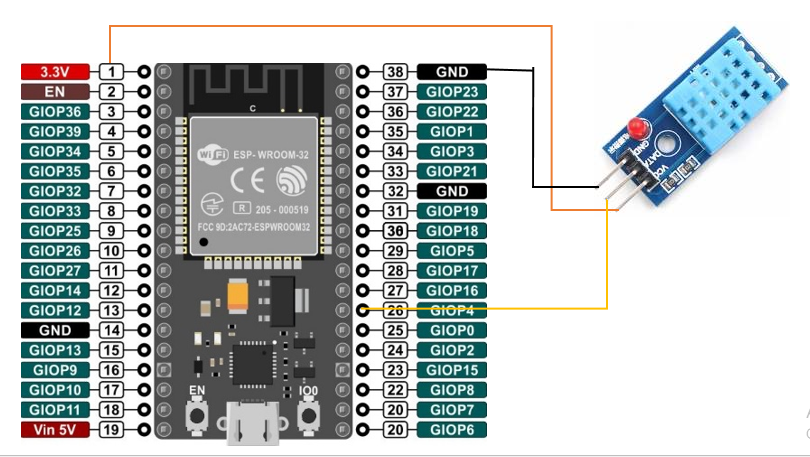 3.3V 1
EN 2
GIOP36 3
GIOP39 4
GIOP34 5
GIOP35 6
GIOP32 7
GIOP33 8
GIOP25 9
GIOP26 10
GIOP27 11
GIOP14 12
GIOP12 13
GND 14
GIOP13 15
GIOP9 16
GIOP10 17
GIOP11 18
Vin 5V 19
C
WiFi ESP-WROOM-32
CE
R 205-000519
FCC 9D:2AC72-ESPWROOM32
EN
IO0
38 GND
37 GIOP23
36 GIOP22
35 GIOP1
34 GIOP3
33 GIOP21
32 GND
31 GIOP19
30 GIOP18
29 GIOP5
28 GIOP17
27 GIOP16
26 GIOP4
25 GIOP0
24 GIOP2
23 GIOP15
22 GIOP8
20 GIOP7
20 GIOP6
GND
DATA
VCC